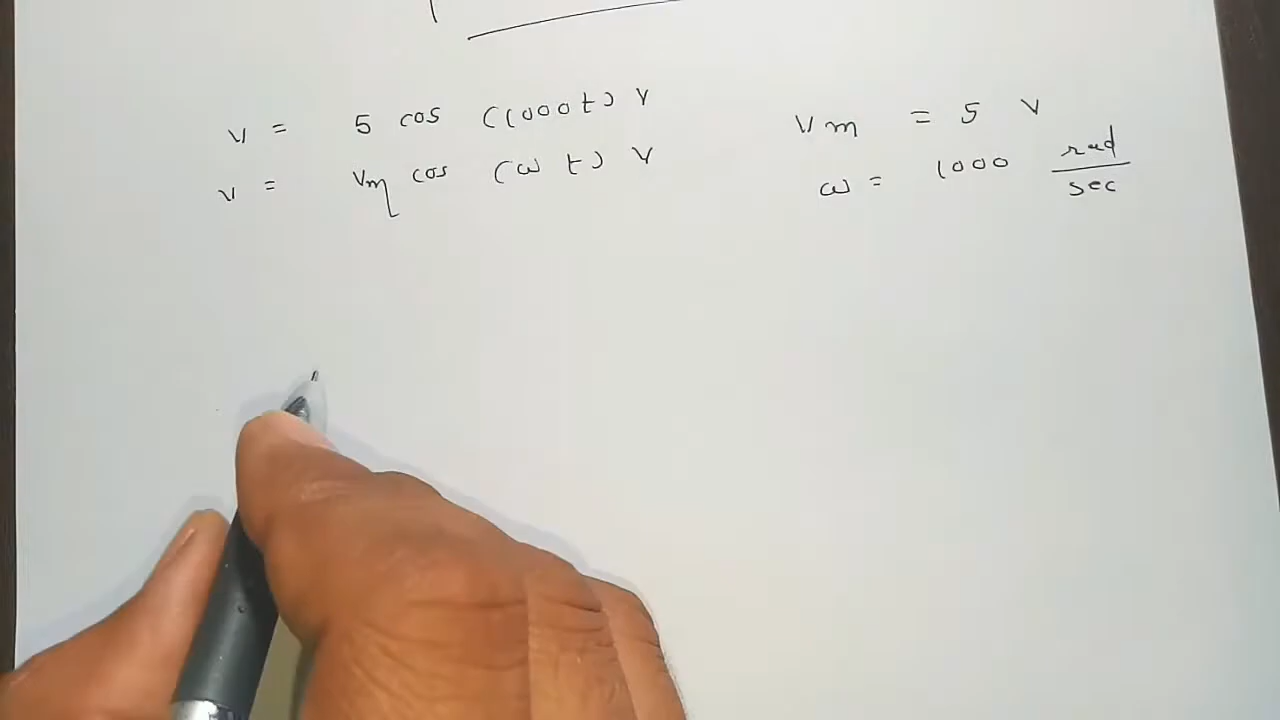 v = 5 cos (1000t) V
v = Vm cos (ω t) V
Vm = 5 V
ω = 1000 rad/sec